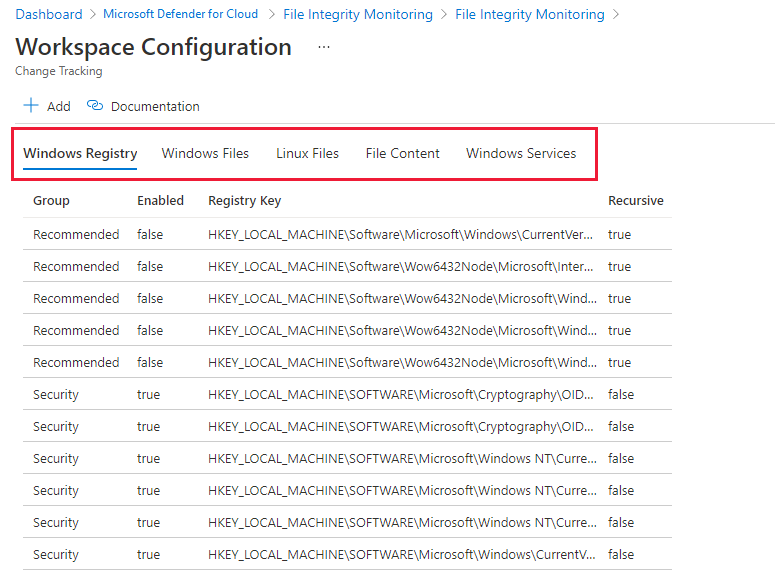 Dashboard > Microsoft Defender for Cloud > File Integrity Monitoring > File Integrity Monitoring >
Workspace Configuration ...
Change Tracking
+ Add Documentation
Windows Registry Windows Files Linux Files File Content Windows Services
Group Enabled Registry Key Recursive
Recommended false HKEY_LOCAL_MACHINE\Software\Microsoft\Windows\CurrentVer... true
Recommended false HKEY_LOCAL_MACHINE\Software\Wow6432Node\Microsoft\Inter... true
Recommended false HKEY_LOCAL_MACHINE\Software\Wow6432Node\Microsoft\Wind... true
Recommended false HKEY_LOCAL_MACHINE\Software\Wow6432Node\Microsoft\Wind... true
Recommended false HKEY_LOCAL_MACHINE\Software\Wow6432Node\Microsoft\Wind... true
Security true HKEY_LOCAL_MACHINE\SOFTWARE\Microsoft\Cryptography\OID... false
Security true HKEY_LOCAL_MACHINE\SOFTWARE\Microsoft\Cryptography\OID... false
Security true HKEY_LOCAL_MACHINE\SOFTWARE\Microsoft\Windows NT\Curre... false
Security true HKEY_LOCAL_MACHINE\SOFTWARE\Microsoft\Windows NT\Curre... false
Security true HKEY_LOCAL_MACHINE\SOFTWARE\Microsoft\Windows NT\Curre... false
Security true HKEY_LOCAL_MACHINE\SOFTWARE\Microsoft\Windows\CurrentV... false